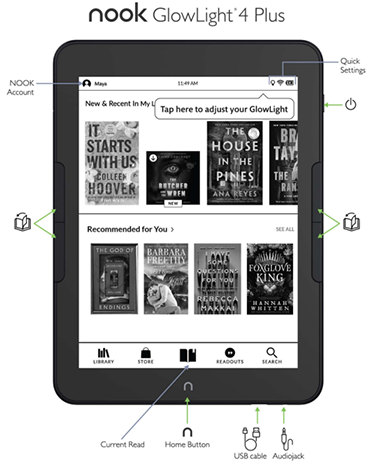 nook GlowLight® 4 Plus
Quick
Settings
NOOK
Account
Maya
11:49 AM
New & Recent In My L
Tap here to adjust your GlowLight
IT
STARTS
WITH US
COLLEEN
HOOVER
THE
BUTCHER
AND THE
WREN
NEW
THE
HOUSE
IN THE
PINES
ANA REYES
Recommended for You >
SEE ALL
THE GOD OF
ENDINGS
BARBARA
FREETHY
I HAVE
SOME
QUESTIONS
FOR YOU
REBECCA
MAKKAI
FOXGLOVE
KING
HANNAH
WHITTEN
LIBRARY
STORE
READOUTS
SEARCH
n
Current Read
Home Button
USB cable
Audiojack